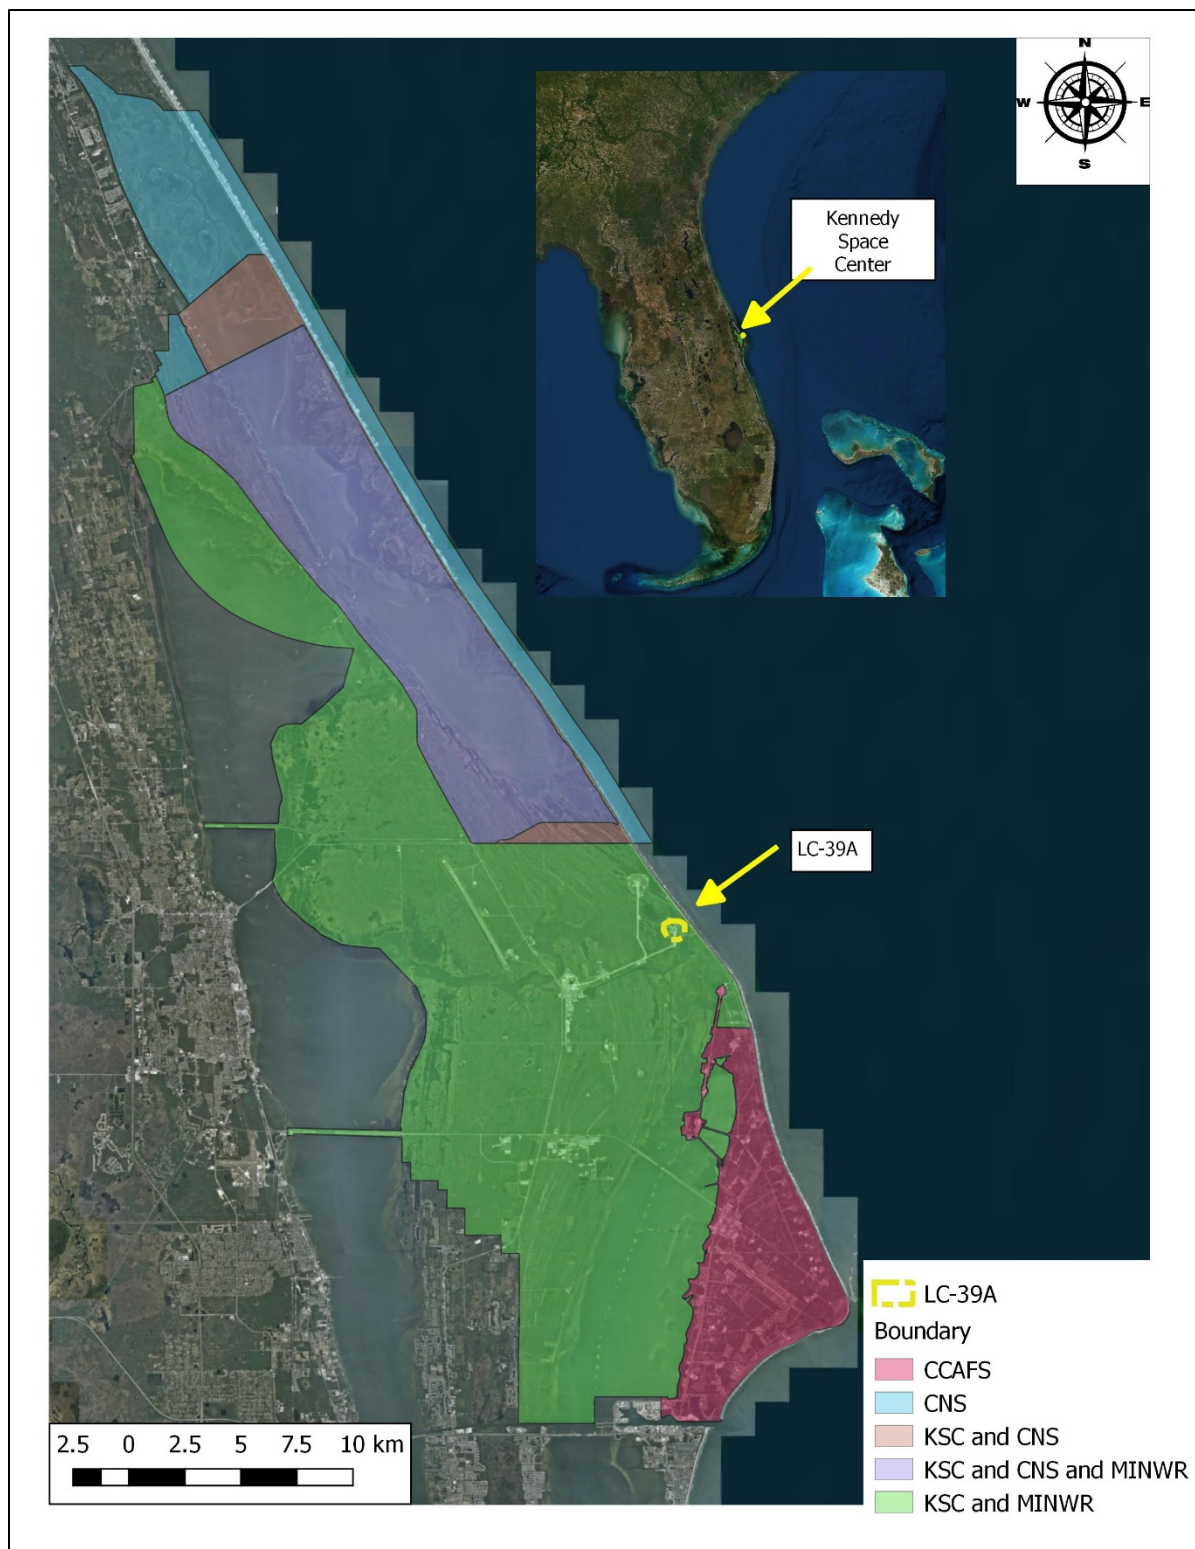 N
W E
S
Kennedy
Space
Center
LC-39A
LC-39A
Boundary
CCAFS
CNS
KSC and CNS
KSC and CNS and MINWR
KSC and MINWR
2.5 0 2.5 5 7.5 10 km